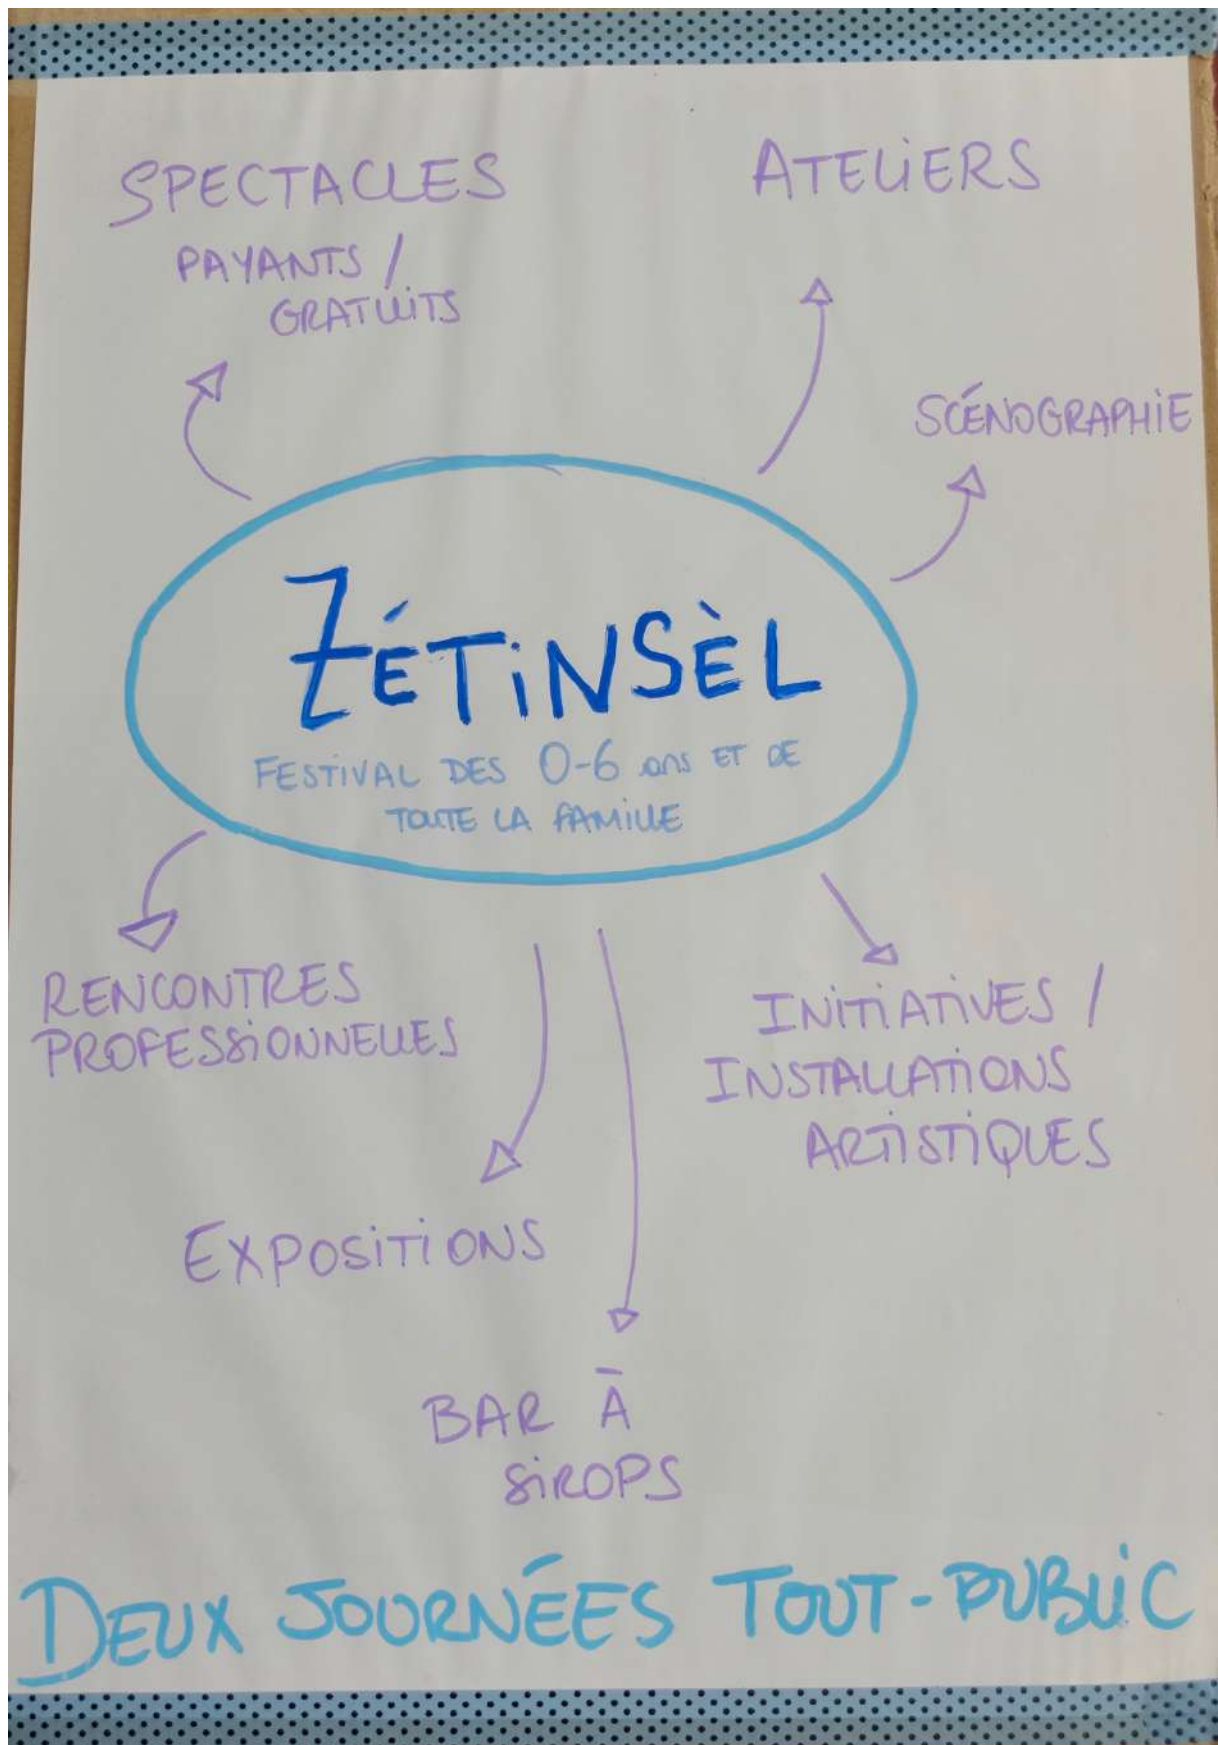 SPECTACLES
PAYANTS /
GRATUITS
ATELiERS
SCÉNOGRAPHiE
ZÉTiNSÈL
FESTiVAL DES 0-6 ans ET DE
TOUTE LA FAMiLLE
RENCONTRES
PROFESSiONNELLES
INiTiATiVES /
INSTALLATiONS
ARTiSTiQUES
EXPOSiTiONS
BAR À
SiROPS
DEUX JOURNÉES TOUT-PUBLiC